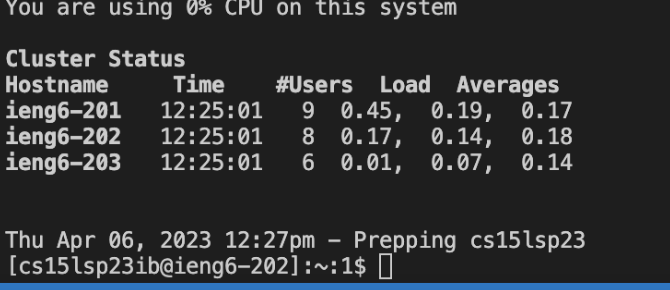 You are using 0% CPU on this system
Cluster Status
Hostname Time #Users Load Averages
ieng6-201 12:25:01 9 0.45, 0.19, 0.17
ieng6-202 12:25:01 8 0.17, 0.14, 0.18
ieng6-203 12:25:01 6 0.01, 0.07, 0.14
Thu Apr 06, 2023 12:27pm - Prepping cs15lsp23
[cs15lsp23ib@ieng6-202]:~:1$